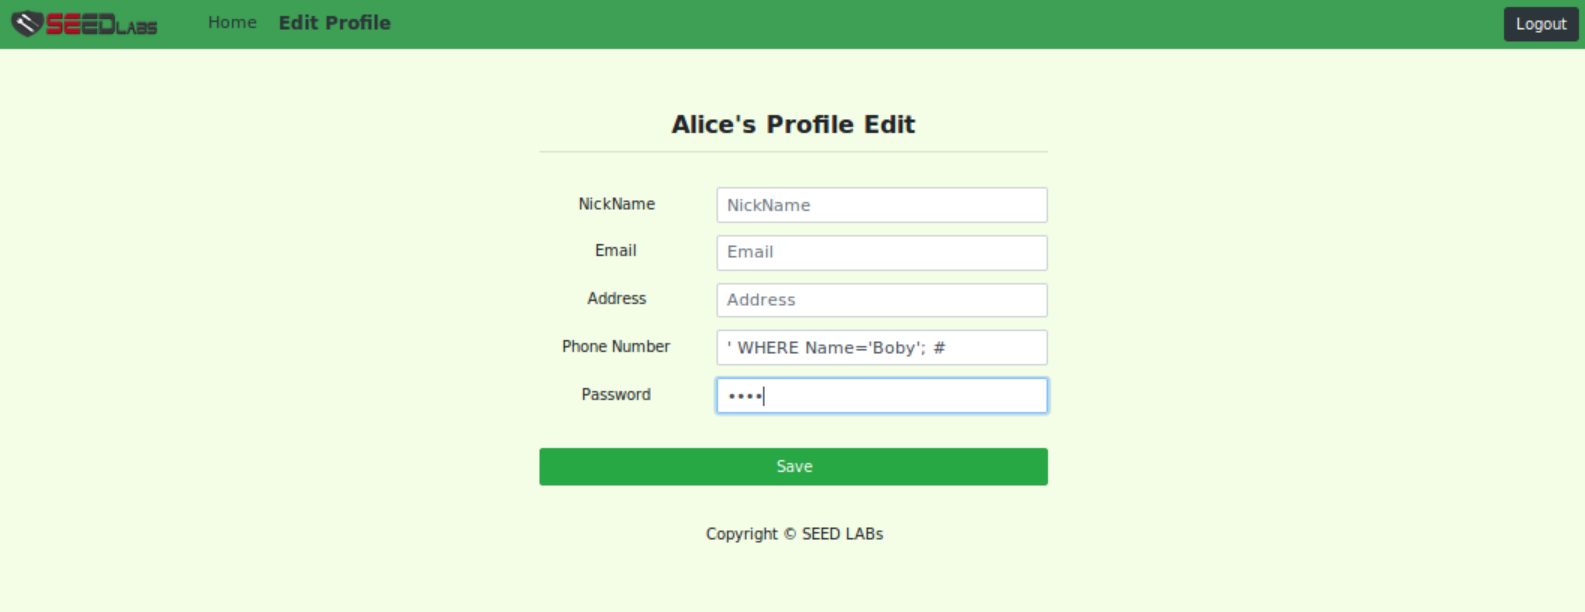 SEEDLABS Home Edit Profile Logout
Alice's Profile Edit
NickName NickName
Email Email
Address Address
Phone Number ' WHERE Name='Boby'; #
Password ••••
Save
Copyright © SEED LABs